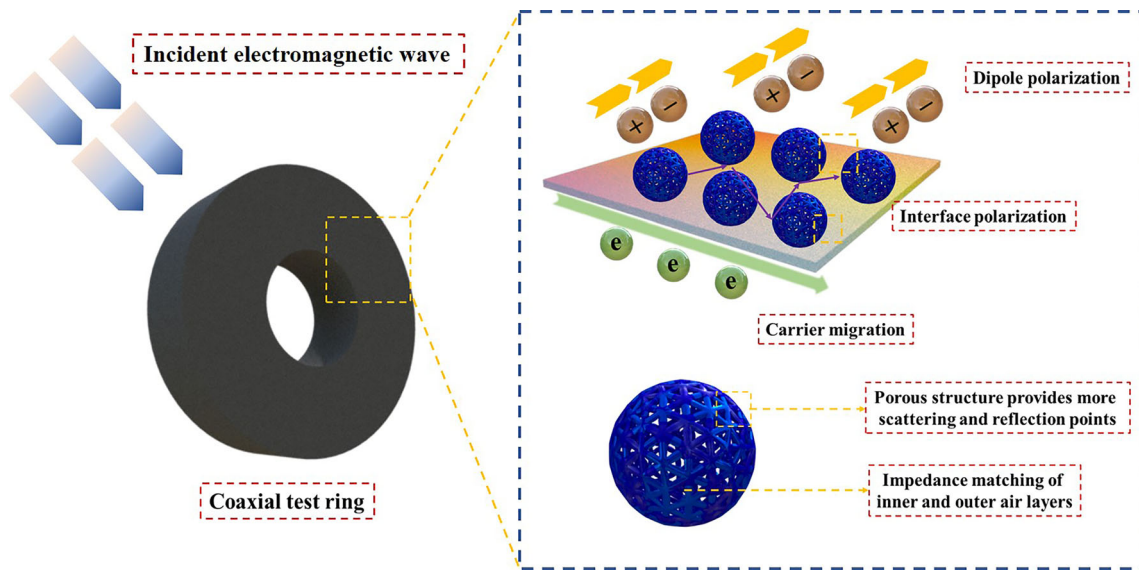 Incident electromagnetic wave
Coaxial test ring
+ −
+ −
+ −
Dipole polarization
Interface polarization
e
e
e
Carrier migration
Porous structure provides more
scattering and reflection points
Impedance matching of
inner and outer air layers